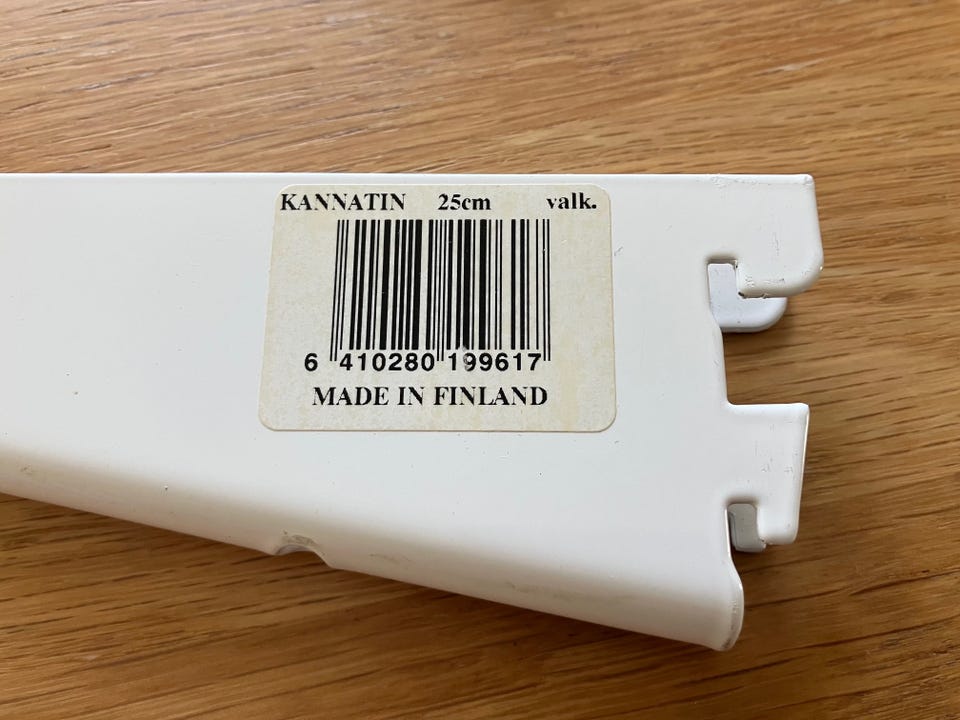 KANNATIN 25cm valk.
6 410280 199617
MADE IN FINLAND